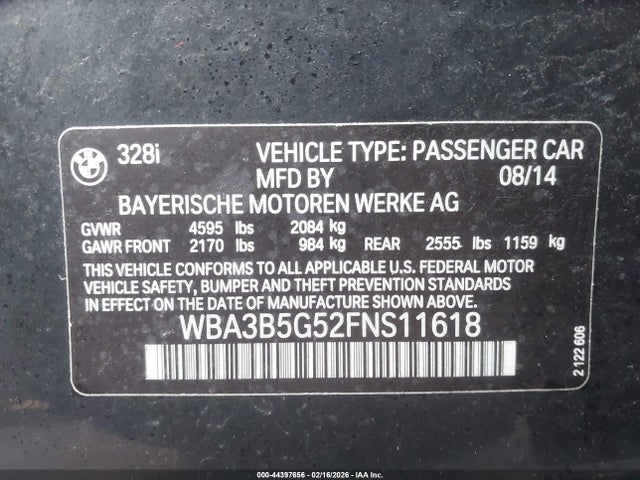 328i VEHICLE TYPE: PASSENGER CAR
MFD BY 08/14
BAYERISCHE MOTOREN WERKE AG
GVWR 4595 lbs 2084 kg
GAWR FRONT 2170 lbs 984 kg REAR 2555 lbs 1159 kg
THIS VEHICLE CONFORMS TO ALL APPLICABLE U.S. FEDERAL MOTOR
VEHICLE SAFETY, BUMPER AND THEFT PREVENTION STANDARDS
IN EFFECT ON THE DATE OF MANUFACTURE SHOWN ABOVE.
WBA3B5G52FNS11618
2 122 606
000-44397656 - 02/16/2026 - IAA Inc.